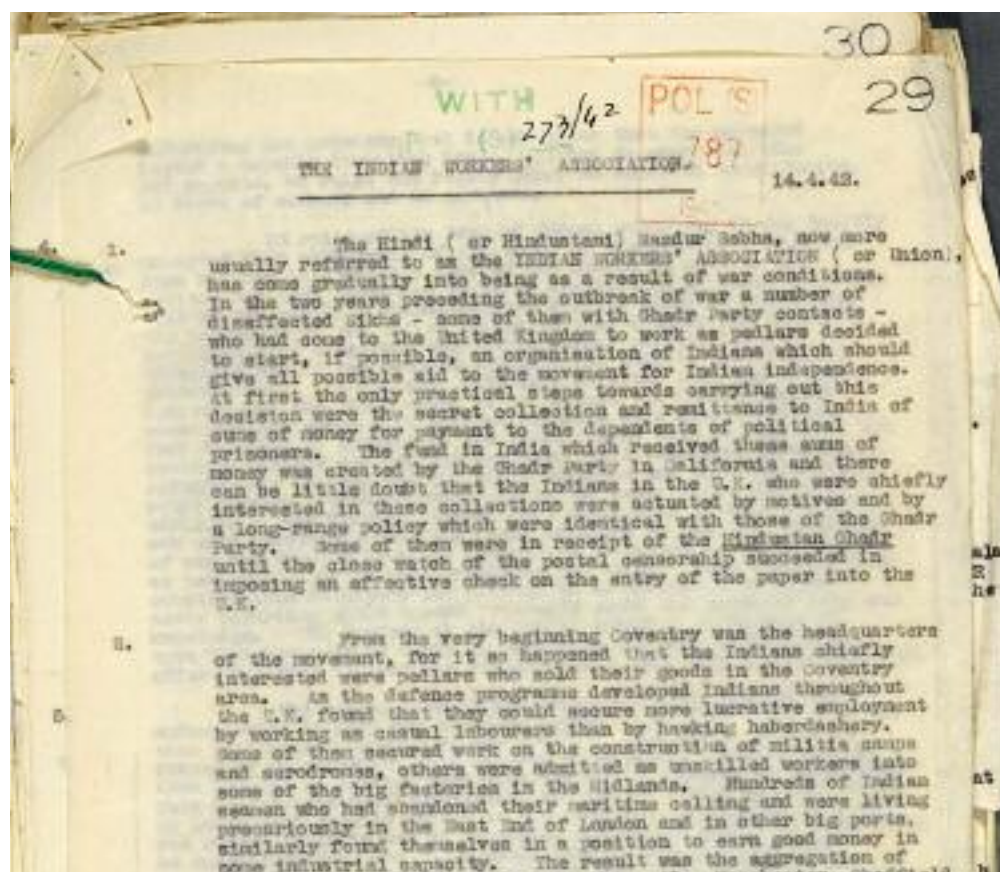 30
29
WITH
273/42
POL
787
THE INDIAN WORKERS' ASSOCIATION.
14.4.42.
1. The Hindi ( or Hindustani) Mazdur Sabha, now more
usually referred to as the INDIAN WORKERS' ASSOCIATION ( or Union),
has come gradually into being as a result of war conditions.
In the two years preceding the outbreak of war a number of
disaffected Sikhs - some of them with Ghadr Party contacts -
who had come to the United Kingdom to work as pedlars decided
to start, if possible, an organisation of Indians which should
give all possible aid to the movement for Indian independence.
At first the only practical steps towards carrying out this
decision were the secret collection and remittance to India of
sums of money for payment to the dependents of political
prisoners. The fund in India which received these sums of
money was created by the Ghadr Party in California and there
can be little doubt that the Indians in the U.K. who were chiefly
interested in these collections were actuated by motives and by
a long-range policy which were identical with those of the Ghadr
Party. Some of them were in receipt of the Hindustan Ghadr
until the close watch of the postal censorship succeeded in
imposing an effective check on the entry of the paper into the
U.K.
2. From the very beginning Coventry was the headquarters
of the movement, for it so happened that the Indians chiefly
interested were pedlars who sold their goods in the Coventry
area. As the defence programme developed Indians throughout
the U.K. found that they could secure more lucrative employment
by working as casual labourers than by hawking haberdashery.
Some of them secured work on the construction of militia camps
and aerodromes, others were admitted as unskilled workers into
some of the big factories in the Midlands. Hundreds of Indian
seamen who had abandoned their maritime calling and were living
precariously in the East End of London and in other big ports,
similarly found themselves in a position to earn good money in
some industrial capacity. The result was the aggregation of